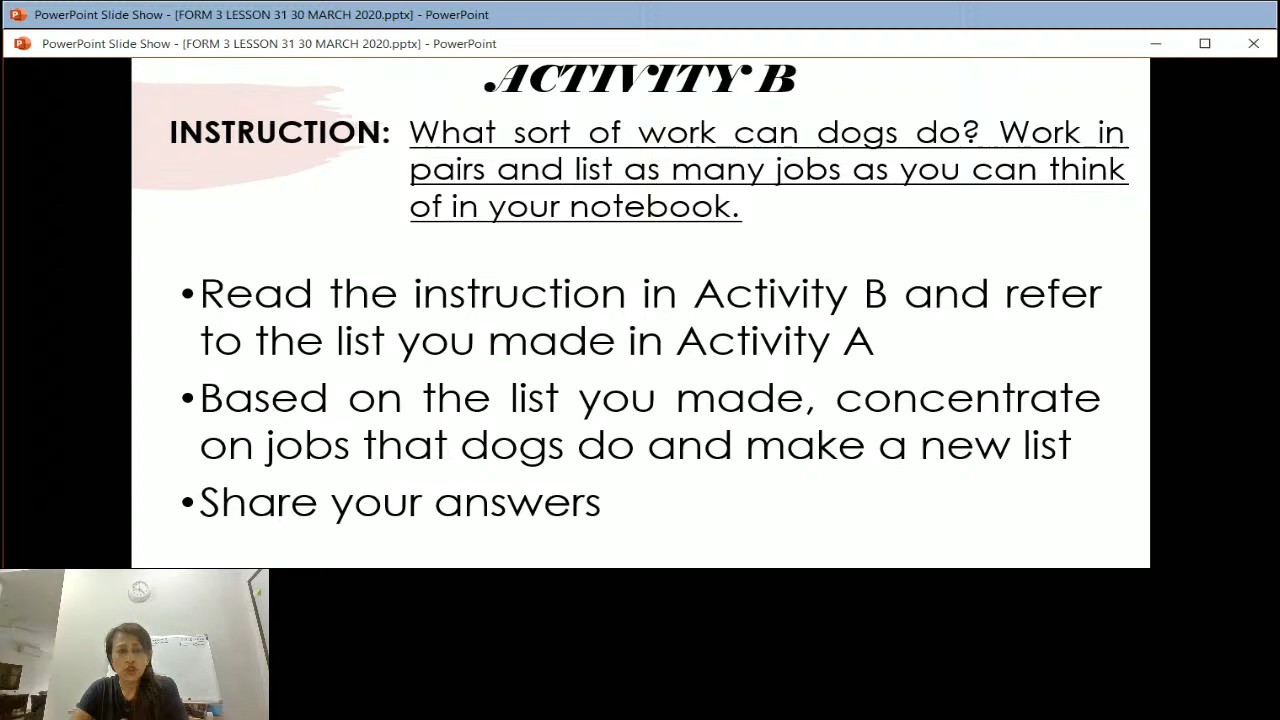 PowerPoint Slide Show - [FORM 3 LESSON 31 30 MARCH 2020.pptx] - PowerPoint
PowerPoint Slide Show - [FORM 3 LESSON 31 30 MARCH 2020.pptx] - PowerPoint
ACTIVITY B
INSTRUCTION: What sort of work can dogs do? Work in
pairs and list as many jobs as you can think
of in your notebook.
•Read the instruction in Activity B and refer
to the list you made in Activity A
•Based on the list you made, concentrate
on jobs that dogs do and make a new list
•Share your answers